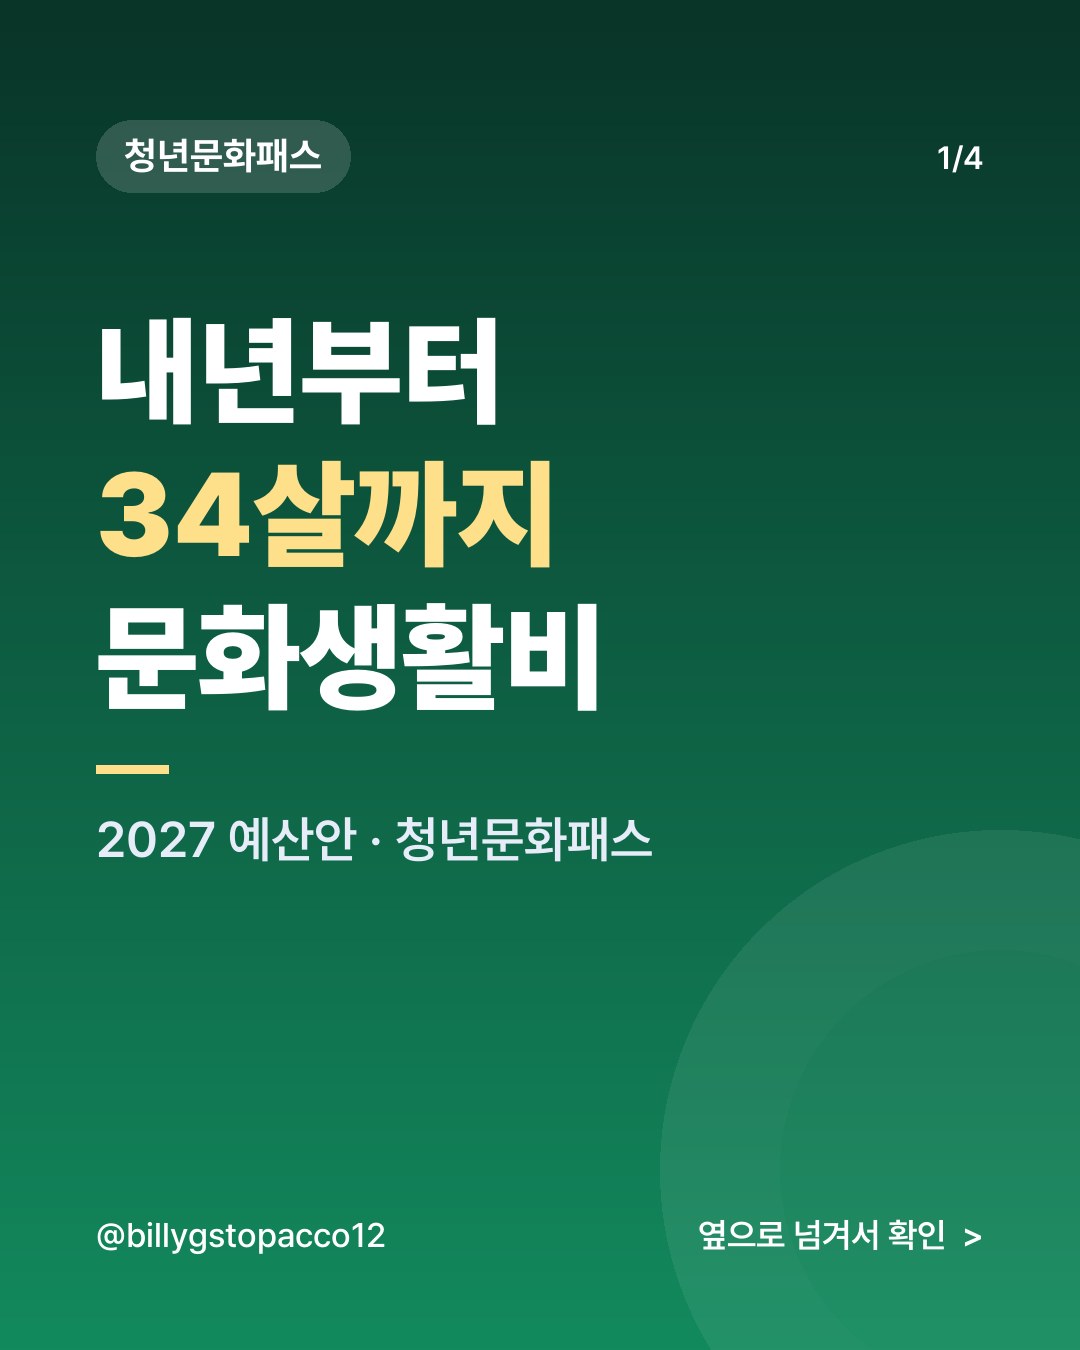 청년문화패스
1/4
내년부터
34살까지
문화생활비
2027 예산안 · 청년문화패스
@billygstopacco12
옆으로 넘겨서 확인 >